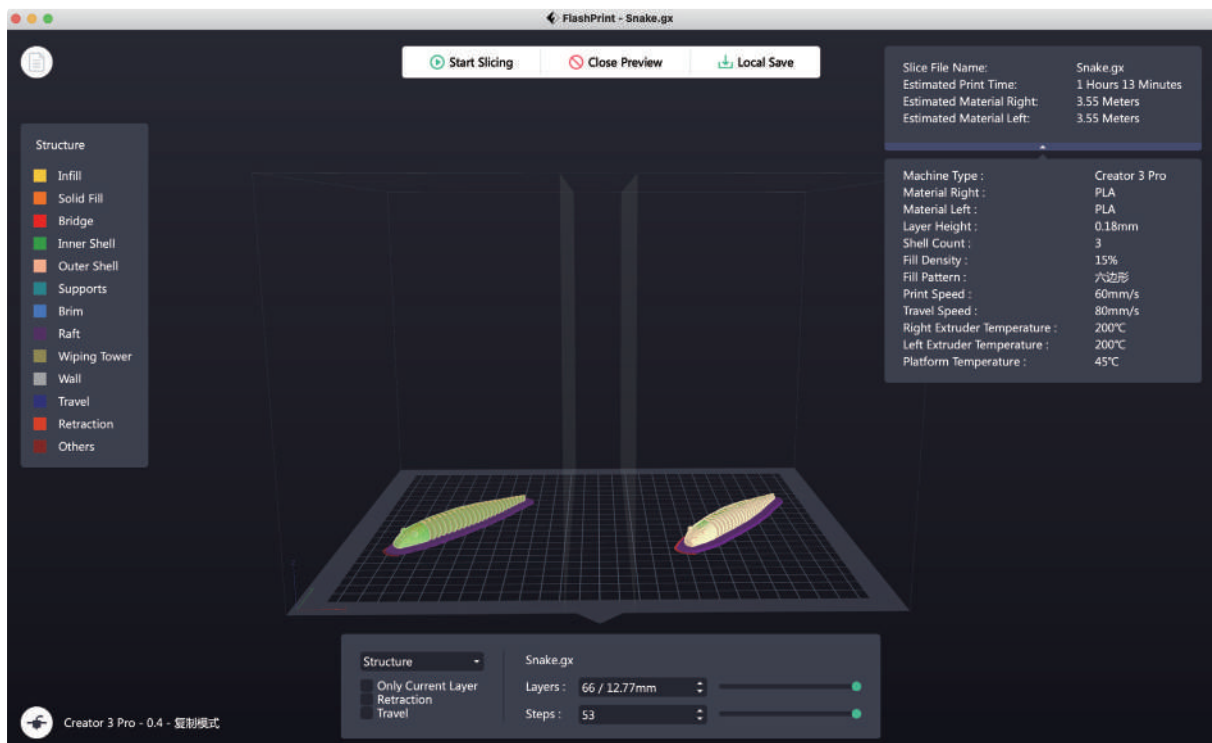 FlashPrint - Snake.gx
Start Slicing
Close Preview
Local Save
Slice File Name: Snake.gx
Estimated Print Time: 1 Hours 13 Minutes
Estimated Material Right: 3.55 Meters
Estimated Material Left: 3.55 Meters
Machine Type : Creator 3 Pro
Material Right : PLA
Material Left : PLA
Layer Height : 0.18mm
Shell Count : 3
Fill Density : 15%
Fill Pattern : 六边形
Print Speed : 60mm/s
Travel Speed : 80mm/s
Right Extruder Temperature : 200℃
Left Extruder Temperature : 200℃
Platform Temperature : 45℃
Structure
Infill
Solid Fill
Bridge
Inner Shell
Outer Shell
Supports
Brim
Raft
Wiping Tower
Wall
Travel
Retraction
Others
Structure
Only Current Layer
Retraction
Travel
Snake.gx
Layers : 66 / 12.77mm
Steps : 53
Creator 3 Pro - 0.4 - 复制模式